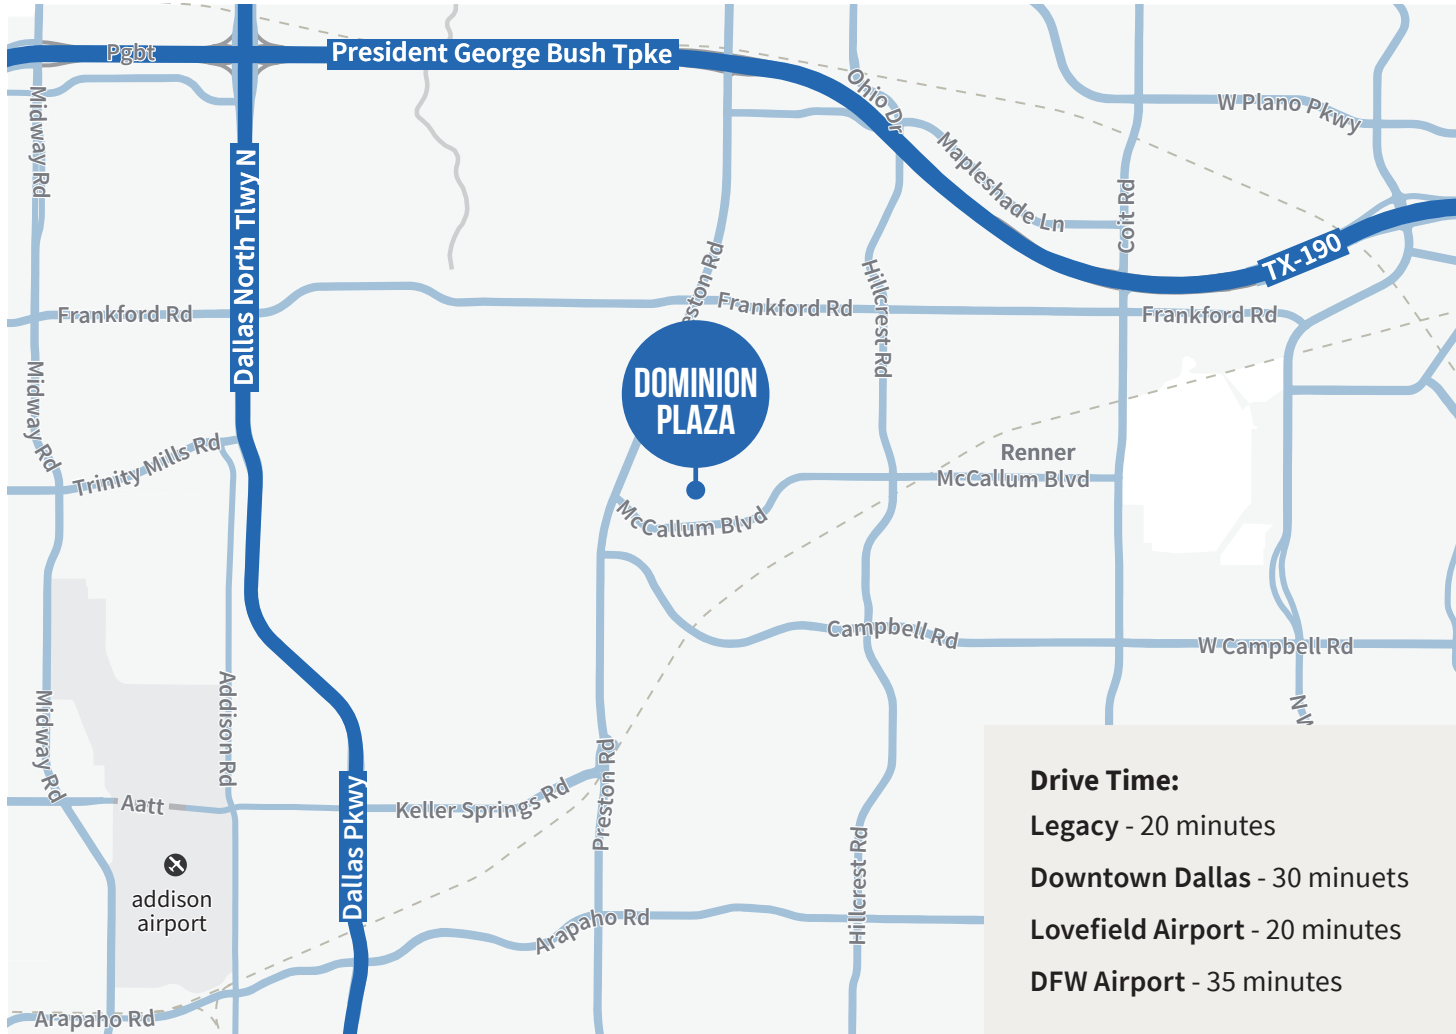 Pgbt
President George Bush Tpke
Ohio Dr
W Plano Pkwy
Midway Rd
Mapleshade Ln
Coit Rd
Dallas North Tlwy N
TX-190
eston Rd
Hillcrest Rd
Frankford Rd
Frankford Rd
Frankford Rd
DOMINION
PLAZA
Midway Rd
Trinity Mills Rd
Renner
McCallum Blvd
McCallum Blvd
Campbell Rd
W Campbell Rd
Addison Rd
Midway Rd
N W
Preston Rd
Aatt
Keller Springs Rd
Dallas Pkwy
Hillcrest Rd
addison
airport
Arapaho Rd
Arapaho Rd
Drive Time:
Legacy - 20 minutes
Downtown Dallas - 30 minuets
Lovefield Airport - 20 minutes
DFW Airport - 35 minutes